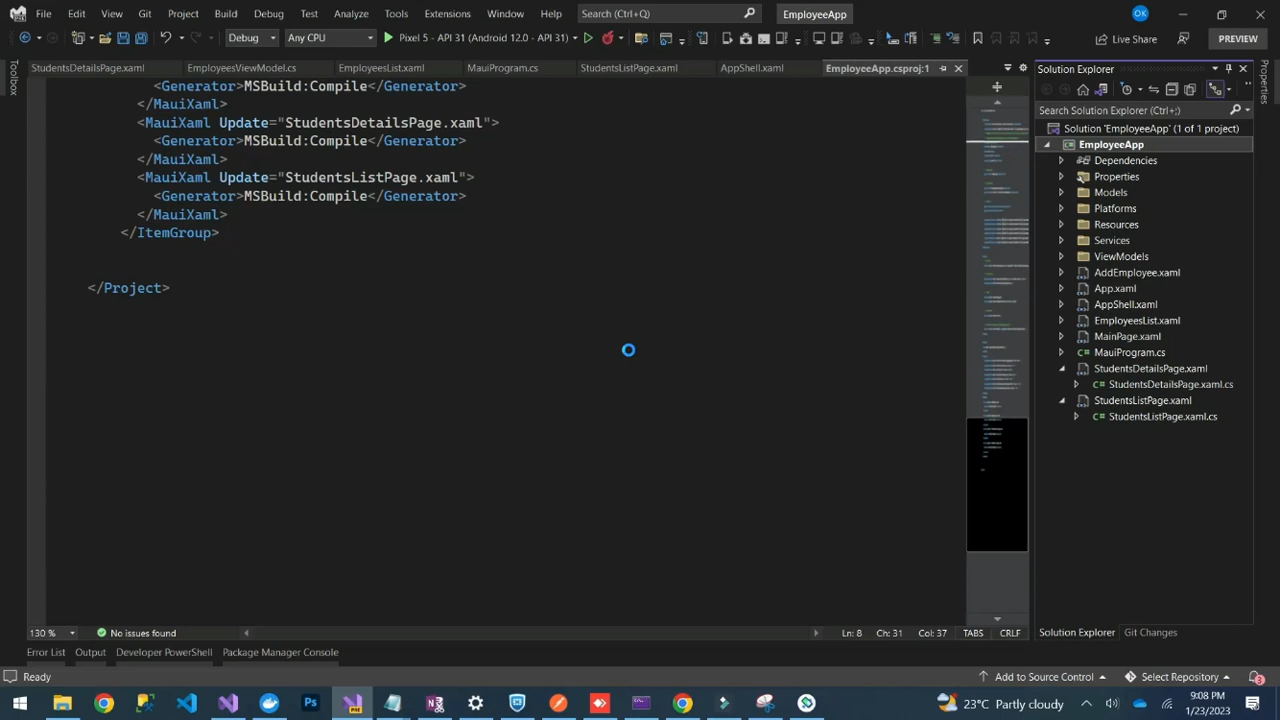 File Edit View Git Project Build Debug Test Analyze Tools Extensions Window Help Search (Ctrl+Q) EmployeeApp OK
Debug Any CPU Pixel 5 - API 31 (Android 12.0 - API 31) Live Share PREVIEW
Toolbox
StudentsDetailsPage.xaml EmployeesViewModel.cs EmployeesList.xaml MauiProgram.cs StudentsListPage.xaml AppShell.xaml EmployeeApp.csproj:1
<Generator>MSBuild:Compile</Generator>
</MauiXaml>
<MauiXaml Update="StudentsDetailsPage.xaml">
<Generator>MSBuild:Compile</Generator>
</MauiXaml>
<MauiXaml Update="StudentsListPage.xaml">
<Generator>MSBuild:Compile</Generator>
</MauiXaml>
</Project>
130 % No issues found Ln: 8 Ch: 31 Col: 37 TABS CRLF
Solution Explorer
Search Solution Explorer (Ctrl+;)
EmployeeApp
Dependencies
Properties
Models
Platforms
Resources
Services
ViewModels
AddEmployee.xaml
App.xaml
AppShell.xaml
EmployeesList.xaml
MainPage.xaml
MauiProgram.cs
StudentsDetailsPage.xaml
StudentsDetailsPage.xaml.cs
StudentsListPage.xaml
StudentsListPage.xaml.cs
Solution Explorer Git Changes
Properties
Error List Output Developer PowerShell Package Manager Console
Ready Add to Source Control Select Repository
PRE 23°C Partly cloudy 9:08 PM
1/23/2023